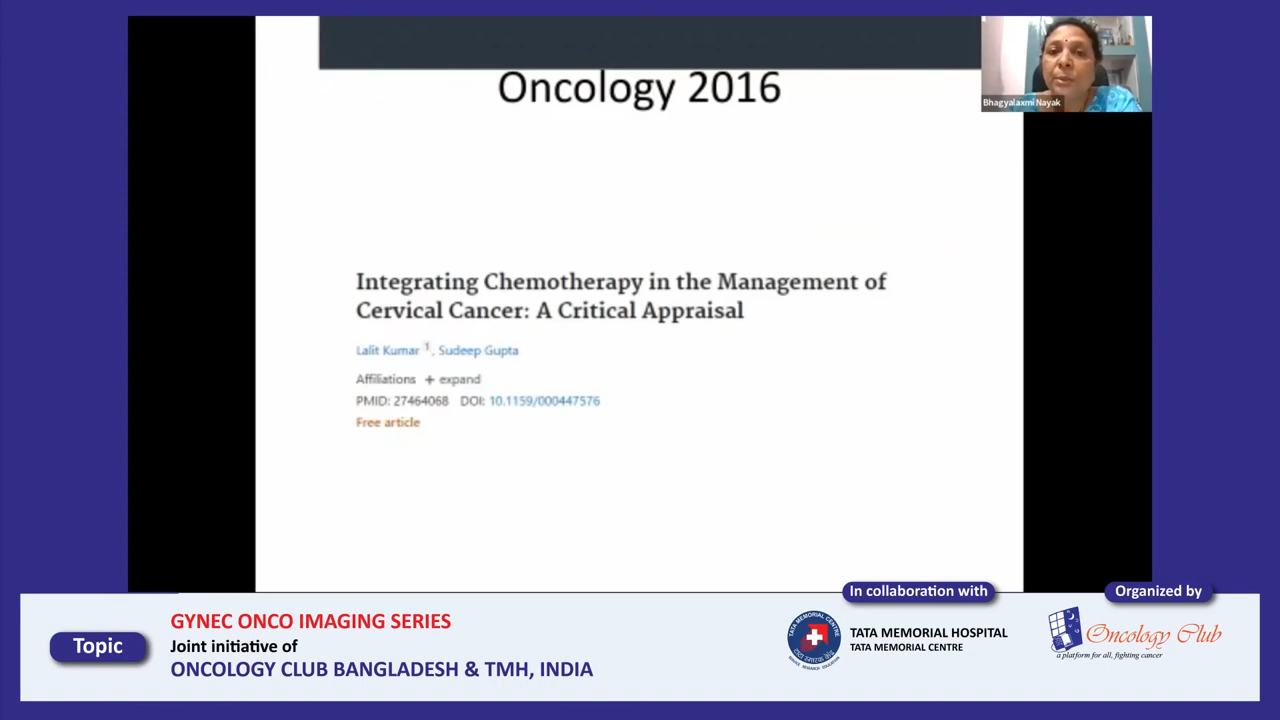 Oncology 2016
Bhagyalaxmi Nayak
Integrating Chemotherapy in the Management of
Cervical Cancer: A Critical Appraisal
Lalit Kumar 1, Sudeep Gupta
Affiliations + expand
PMID: 27464068 DOI: 10.1159/000447576
Free article
Topic
GYNEC ONCO IMAGING SERIES
Joint initiative of
ONCOLOGY CLUB BANGLADESH & TMH, INDIA
In collaboration with
TATA MEMORIAL CENTRE
TATA MEMORIAL HOSPITAL
TATA MEMORIAL CENTRE
Organized by
Oncology Club
a platform for all, fighting cancer